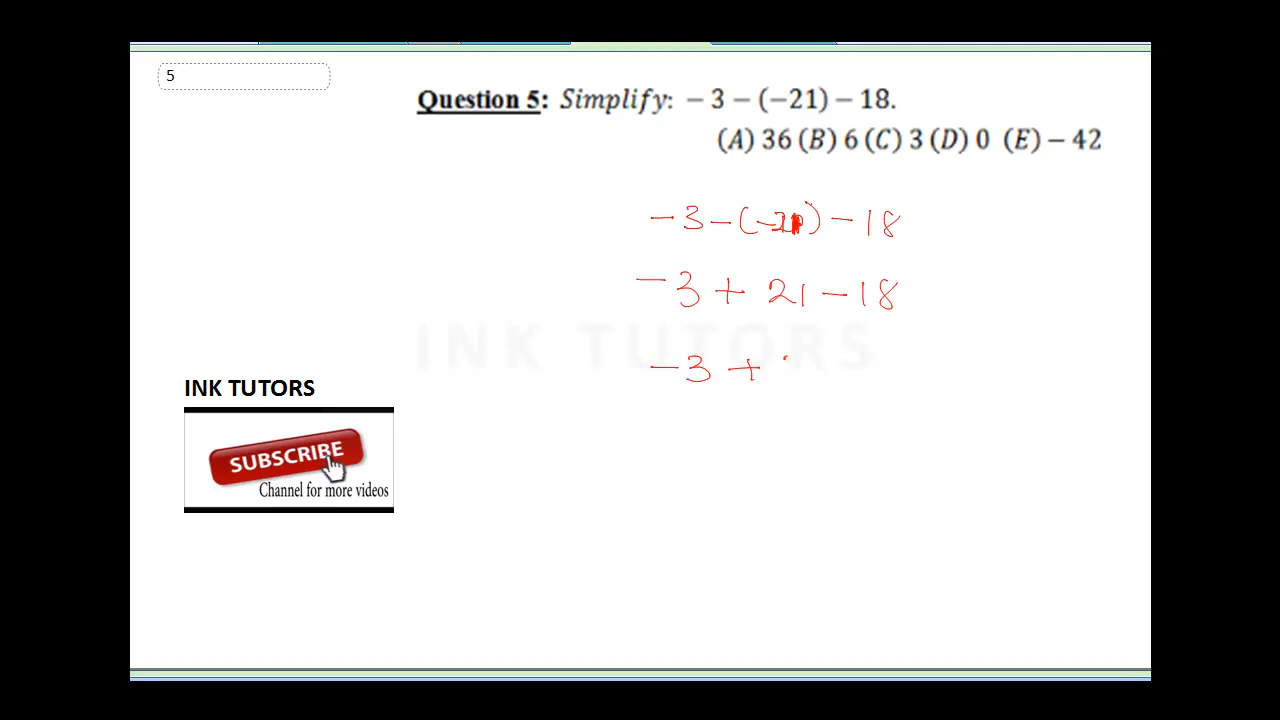 5
Question 5: Simplify: − 3 − (−21) − 18.
(A) 36 (B) 6 (C) 3 (D) 0 (E) − 42
−3 − (−21) − 18
−3 + 21 − 18
INK TUTORS
−3 +
INK TUTORS
SUBSCRIBE
Channel for more videos